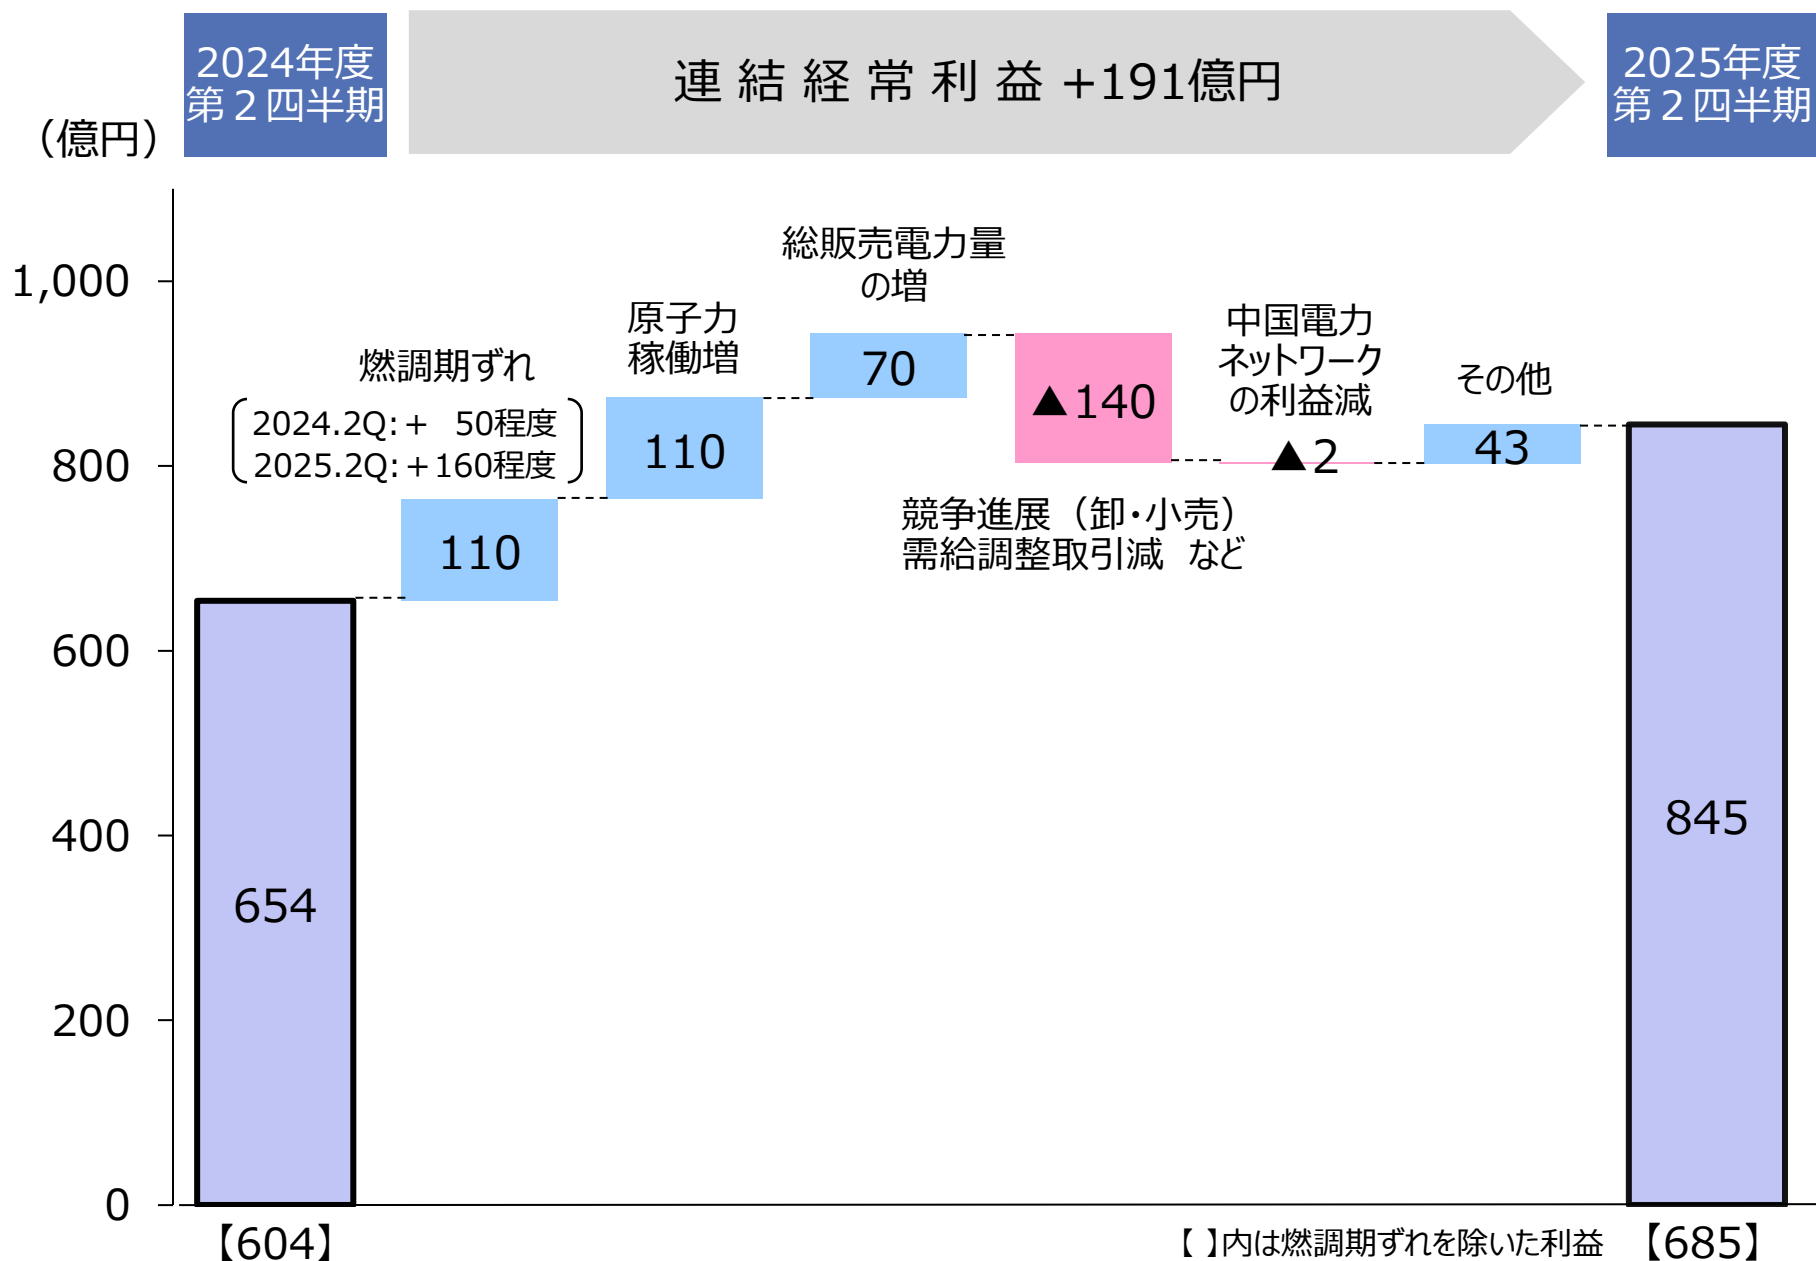 2024年度
第２四半期
連結経常利益 +191億円
2025年度
第２四半期
（億円）
1,000
800
600
400
200
0
燃調期ずれ
2024.2Q:+ 50程度
2025.2Q:+160程度
110
原子力
稼働増
110
総販売電力量
の増
70
▲140
競争進展（卸・小売）
需給調整取引減 など
中国電力
ネットワーク
の利益減
▲2
その他
43
654
845
【604】
【 】内は燃調期ずれを除いた利益
【685】